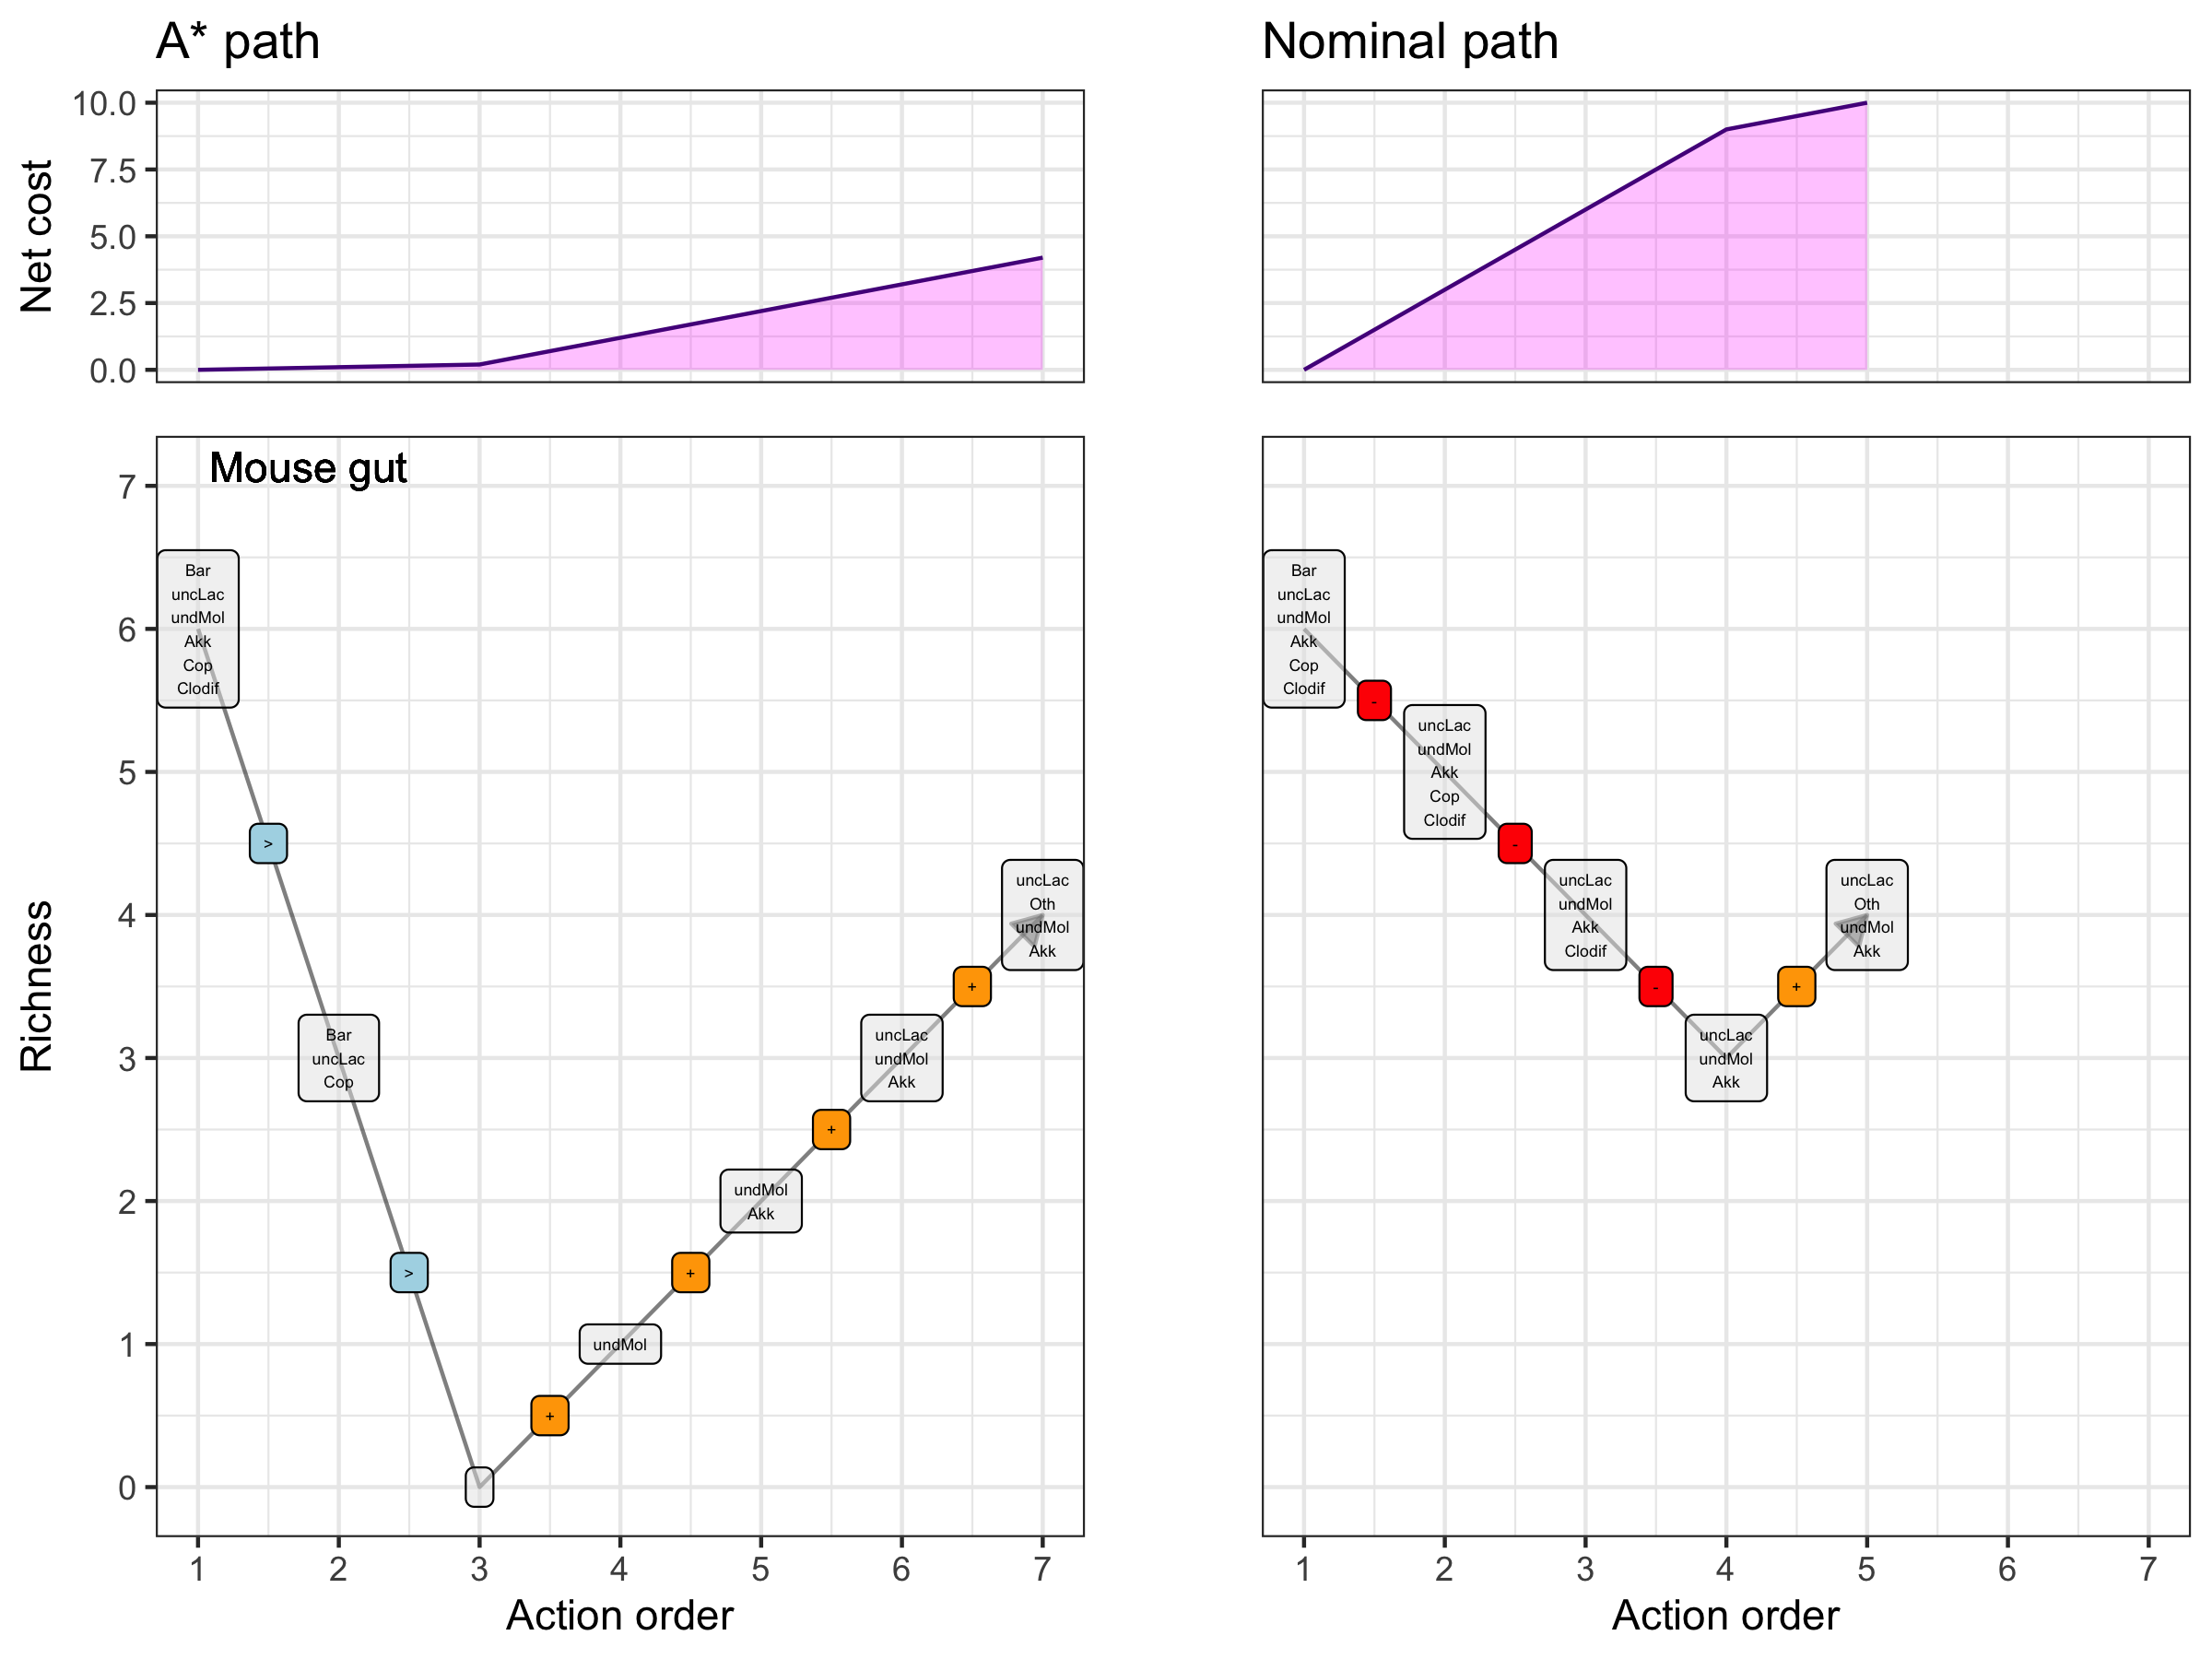 A* path
Nominal path
10.0
7.5
5.0
2.5
0.0
Net cost
Mouse gut
7
6
5
4
3
2
1
0
Richness
Bar
uncLac
undMol
Akk
Cop
Clodif
>
Bar
uncLac
Cop
>
+
undMol
+
undMol
Akk
+
uncLac
undMol
Akk
+
uncLac
Oth
undMol
Akk
1 2 3 4 5 6 7
Action order
Bar
uncLac
undMol
Akk
Cop
Clodif
-
uncLac
undMol
Akk
Cop
Clodif
-
uncLac
undMol
Akk
Clodif
-
uncLac
undMol
Akk
+
uncLac
Oth
undMol
Akk
1 2 3 4 5 6 7
Action order